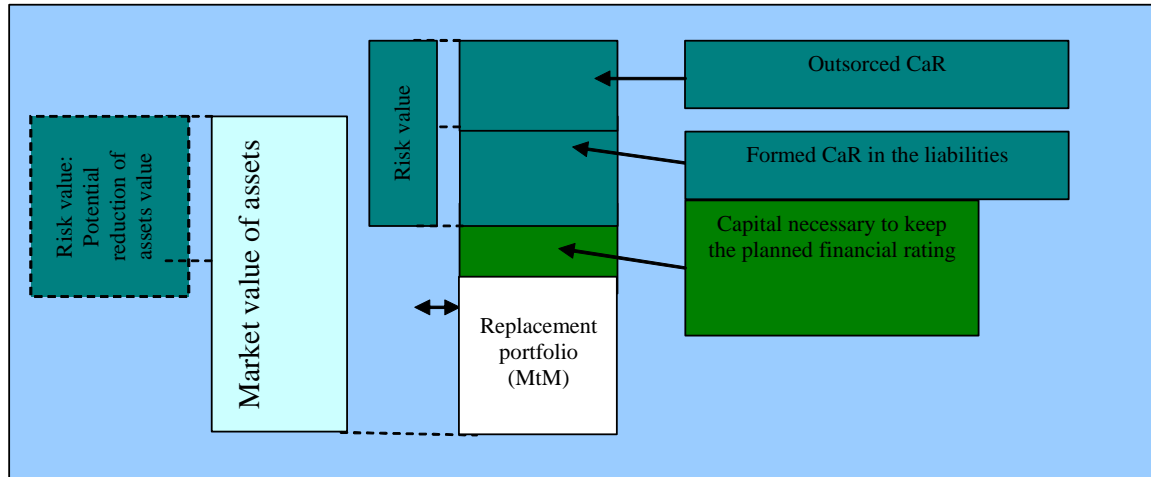 Risk value:
Potential
reduction of
assets value
Market value of assets
Risk value
Replacement
portfolio
(MtM)
Outsorced CaR
Formed CaR in the liabilities
Capital necessary to keep
the planned financial rating